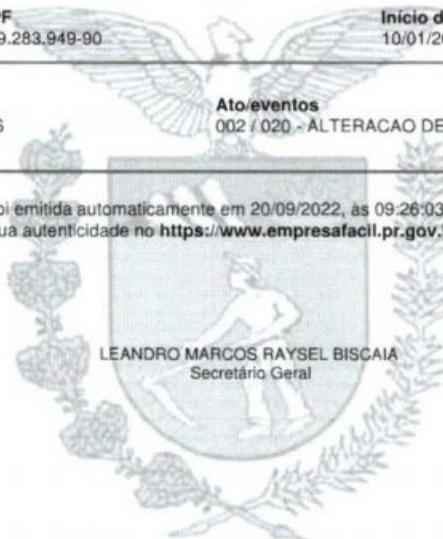 PF
9.283.949-90
Início d
10/01/20
Ato/eventos
002 / 020 - ALTERACAO DE
oi emitida automaticamente em 20/09/2022, às 09:26:03
ua autenticidade no https://www.empresafacil.pr.gov.
LEANDRO MARCOS RAYSEL BISCAIA
Secretário Geral